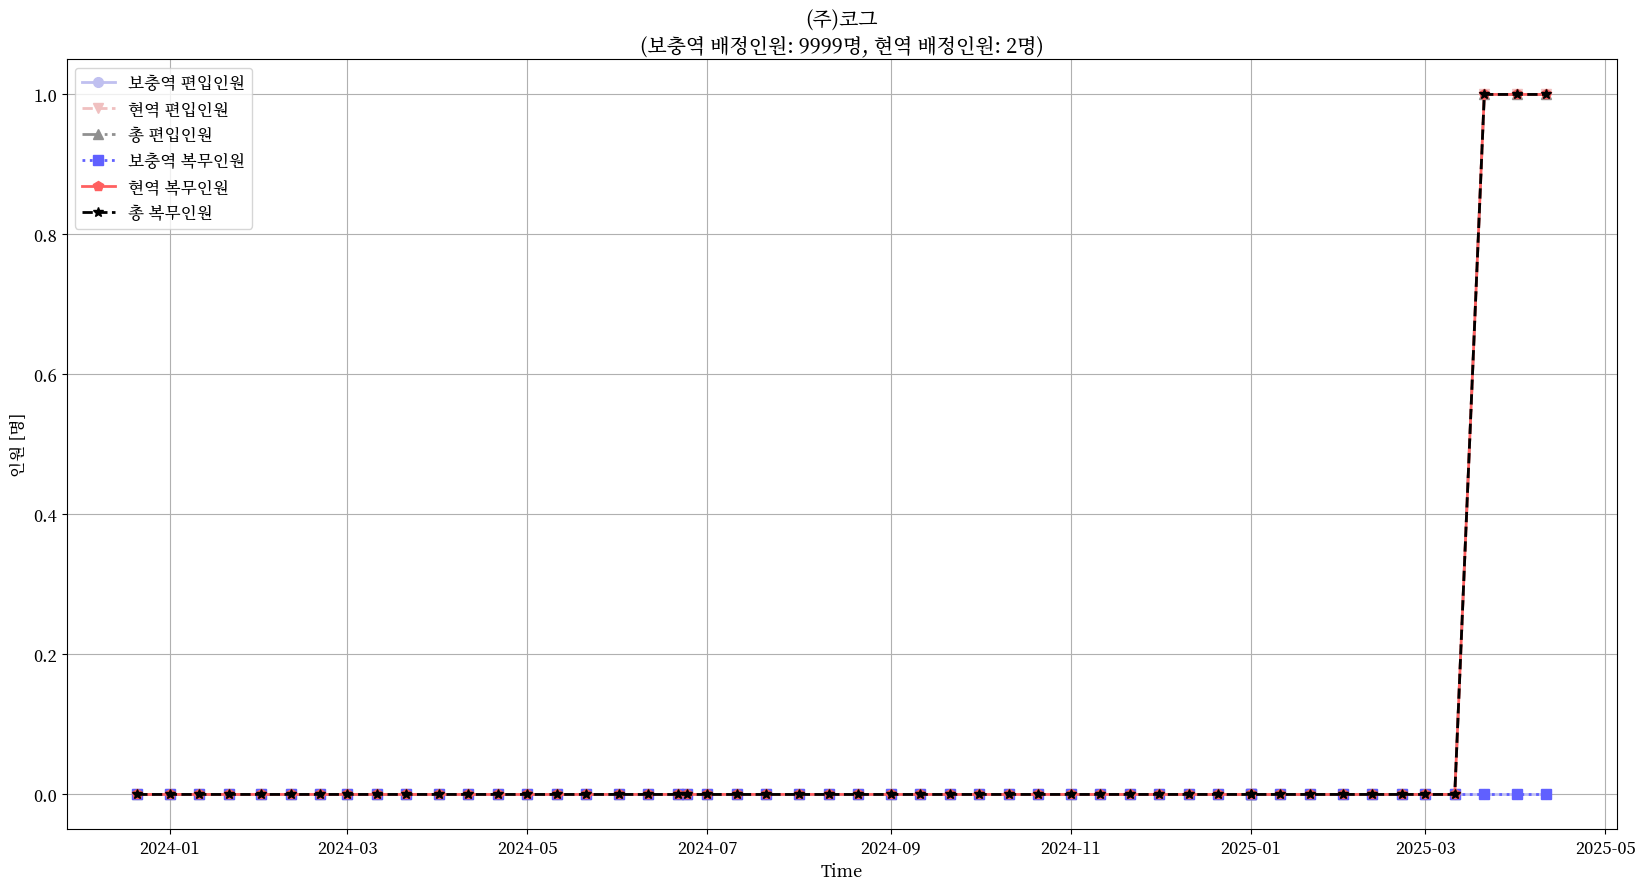 (주)코그
(보충역 배정인원: 9999명, 현역 배정인원: 2명)
보충역 편입인원
현역 편입인원
총 편입인원
보충역 복무인원
현역 복무인원
총 복무인원
인원 [명]
1.0
0.8
0.6
0.4
0.2
0.0
2024-01 2024-03 2024-05 2024-07 2024-09 2024-11 2025-01 2025-03 2025-05
Time